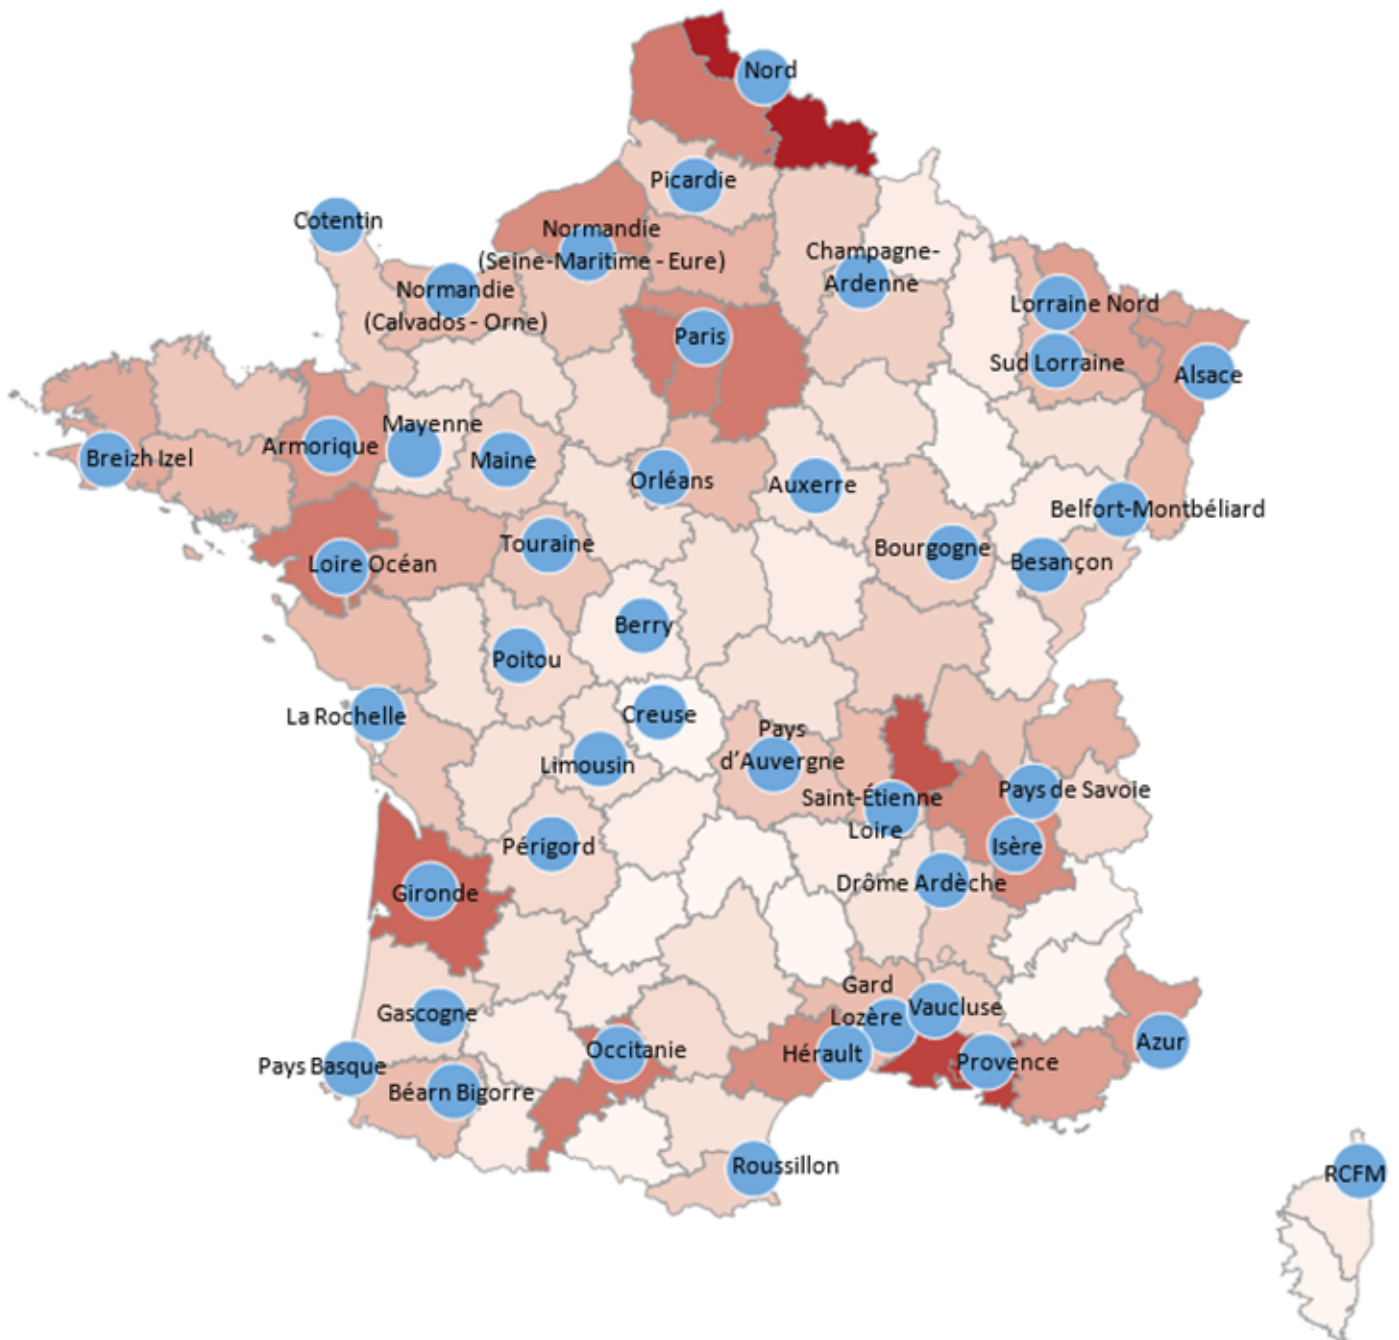 Nord
Picardie
Cotentin
Normandie
(Seine-Maritime - Eure)
Champagne-
Ardenne
Normandie
(Calvados - Orne)
Lorraine Nord
Paris
Sud Lorraine
Alsace
Mayenne
Armorique
Maine
Breizh Izel
Orléans
Auxerre
Belfort-Montbéliard
Touraine
Bourgogne
Besançon
Loire Océan
Berry
Poitou
La Rochelle
Creuse
Pays
d’Auvergne
Limousin
Saint-Étienne
Loire
Pays de Savoie
Périgord
Isère
Drôme Ardèche
Gironde
Gard
Lozère
Vaucluse
Gascogne
Occitanie
Hérault
Provence
Azur
Pays Basque
Béarn Bigorre
Roussillon
RCFM